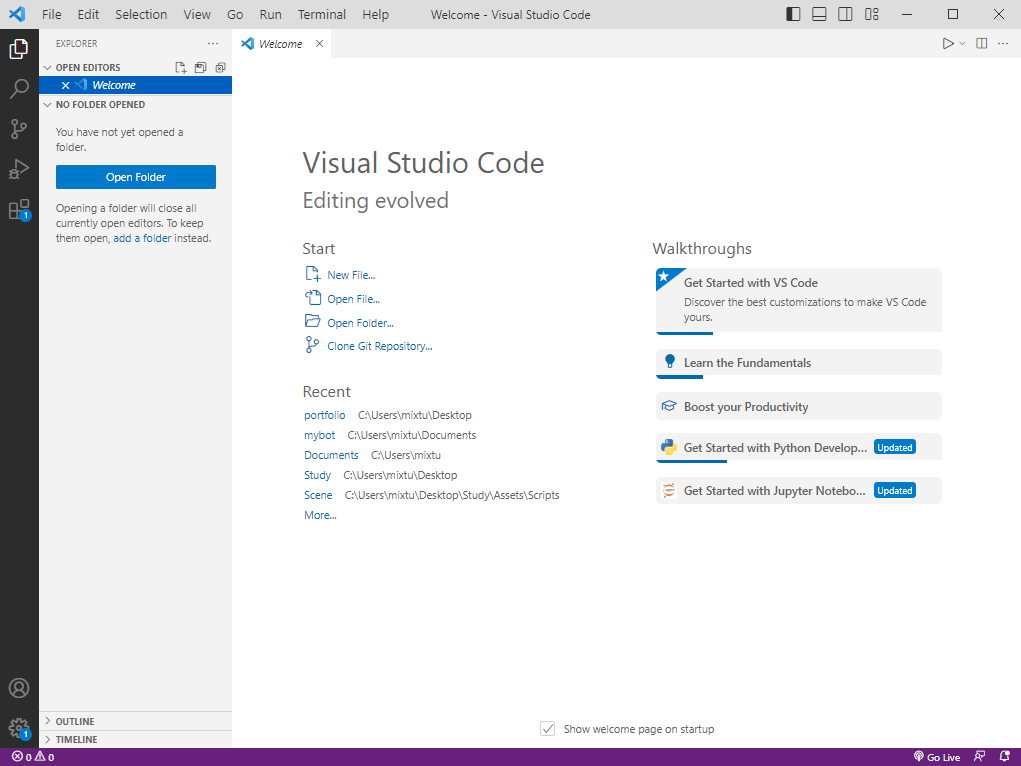 File Edit Selection View Go Run Terminal Help Welcome - Visual Studio Code
EXPLORER
Welcome
OPEN EDITORS
Welcome
NO FOLDER OPENED
You have not yet opened a
folder.
Open Folder
Opening a folder will close all
currently open editors. To keep
them open, add a folder instead.
1
OUTLINE
TIMELINE
1
Visual Studio Code
Editing evolved
Start
New File...
Open File...
Open Folder...
Clone Git Repository...
Recent
portfolio C:\Users\mixtu\Desktop
mybot C:\Users\mixtu\Documents
Documents C:\Users\mixtu
Study C:\Users\mixtu\Desktop
Scene C:\Users\mixtu\Desktop\Study\Assets\Scripts
More...
Walkthroughs
Get Started with VS Code
Discover the best customizations to make VS Code
yours.
Learn the Fundamentals
Boost your Productivity
Get Started with Python Develop... Updated
Get Started with Jupyter Notebo... Updated
Show welcome page on startup
0 0 Go Live